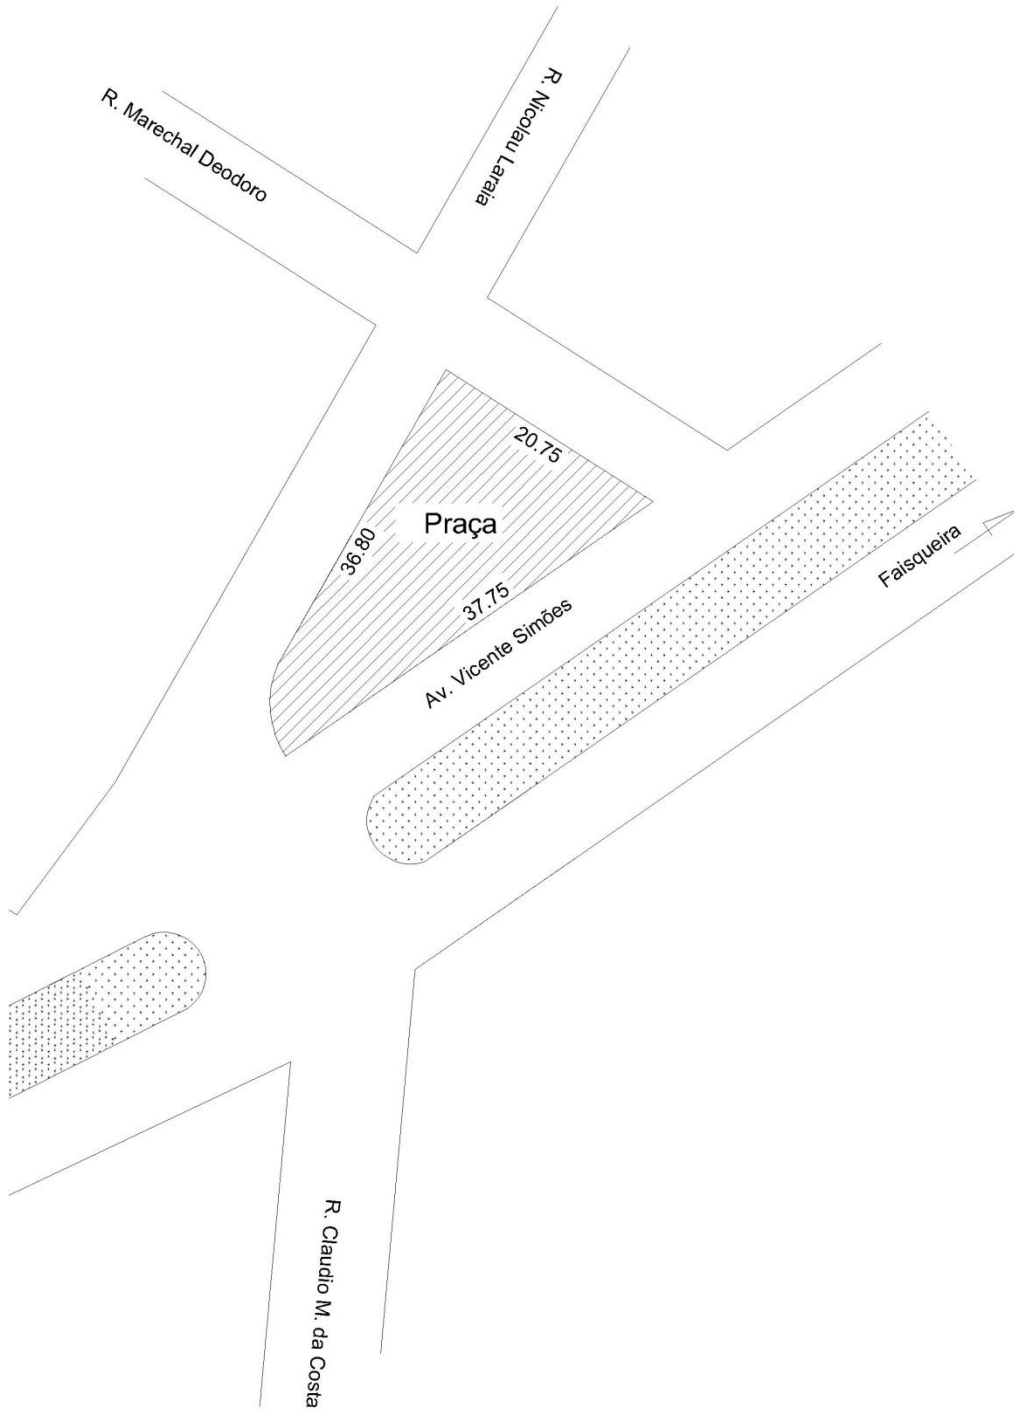 R. Nicolau Laraia
R. Marechal Deodoro
20.75
Praça
36.80
37.75
Faisqueira
Av. Vicente Simões
R. Claudio M. da Costa